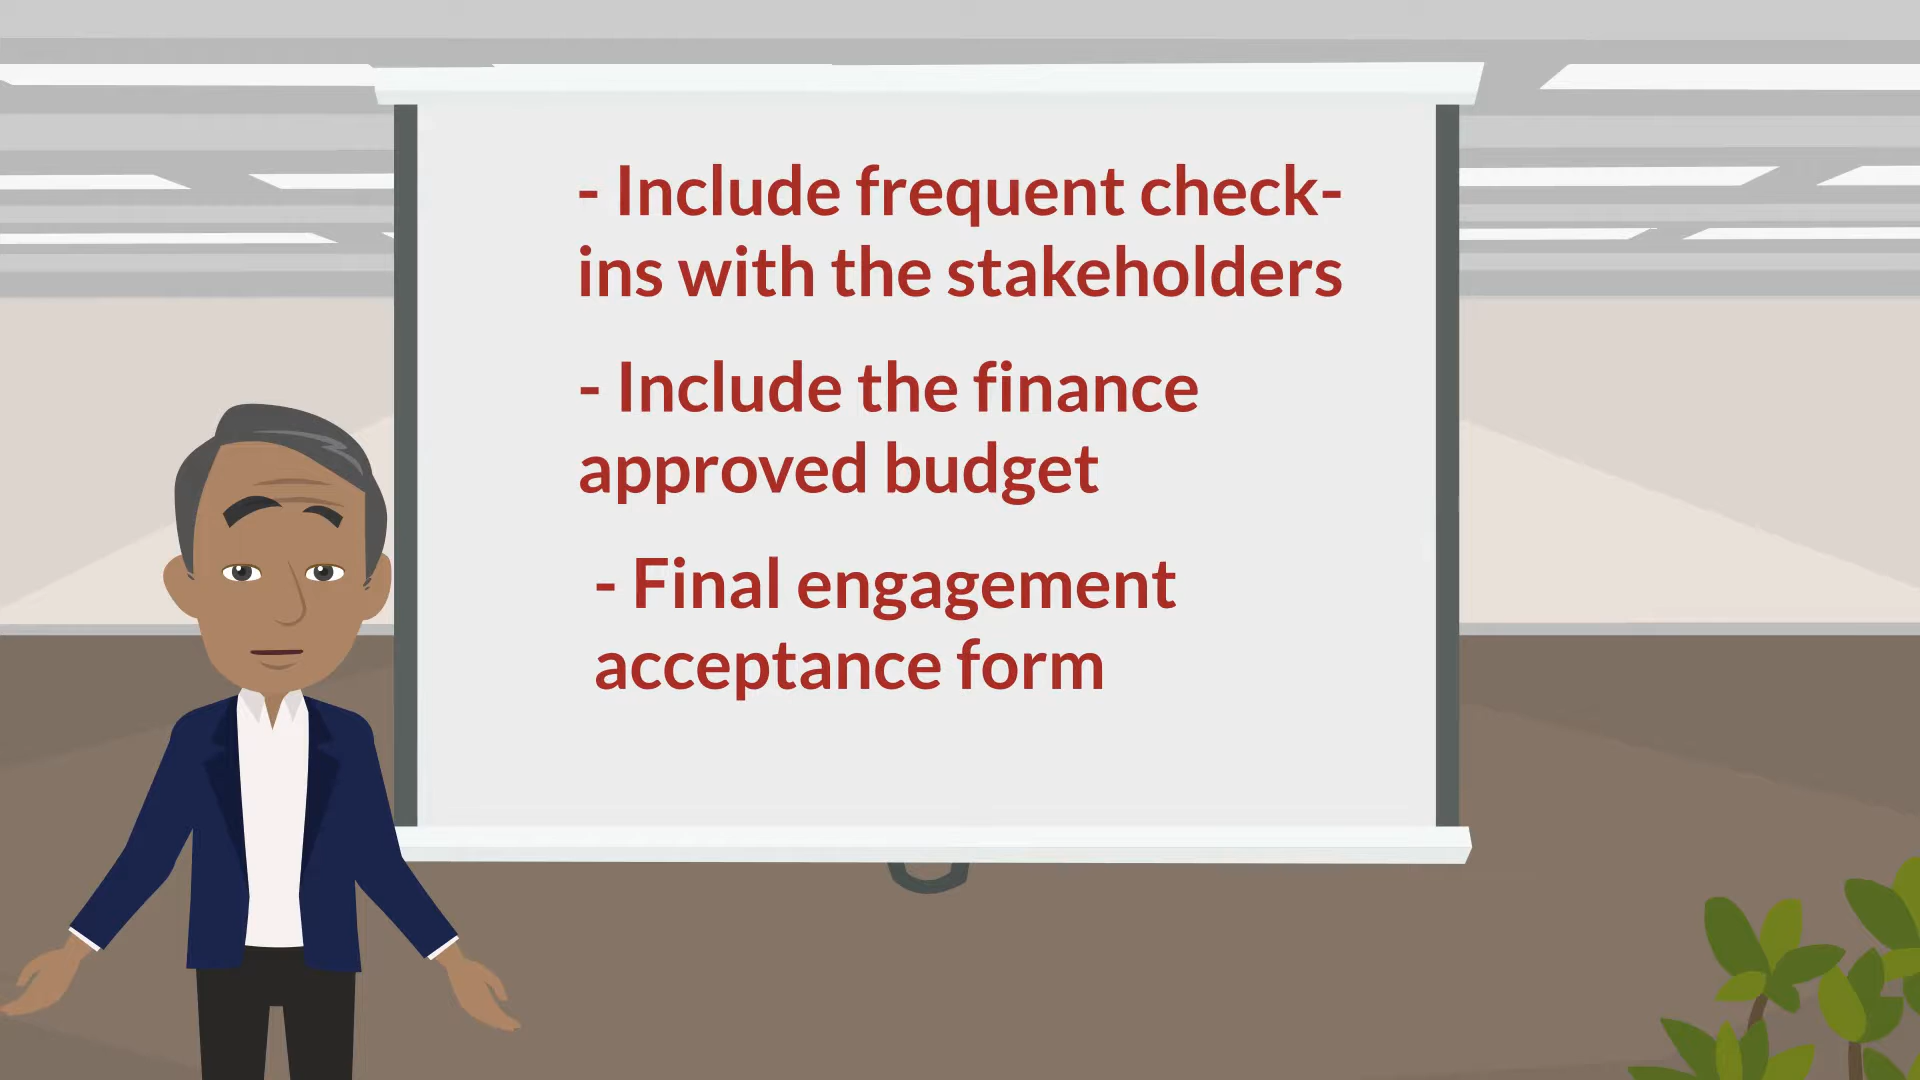 - Include frequent check-
ins with the stakeholders
- Include the finance
approved budget
- Final engagement
acceptance form